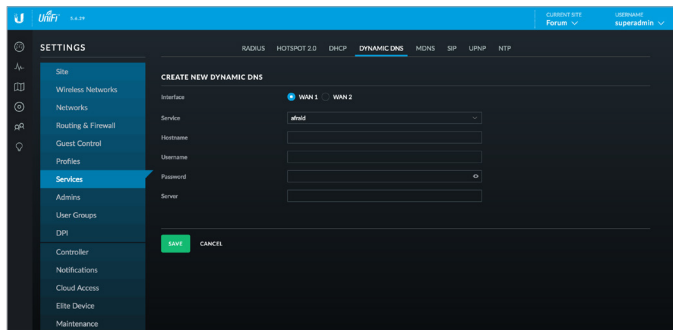 U UniFi 5.6.29 CURRENT SITE USERNAME
Forum superadmin
SETTINGS RADIUS HOTSPOT 2.0 DHCP DYNAMIC DNS MDNS SIP UPNP NTP
Site
Wireless Networks
Networks
Routing & Firewall
Guest Control
Profiles
Services
Admins
User Groups
DPI
Controller
Notifications
Cloud Access
Elite Device
Maintenance
CREATE NEW DYNAMIC DNS
Interface WAN 1 WAN 2
Service afraid
Hostname
Username
Password
Server
SAVE CANCEL